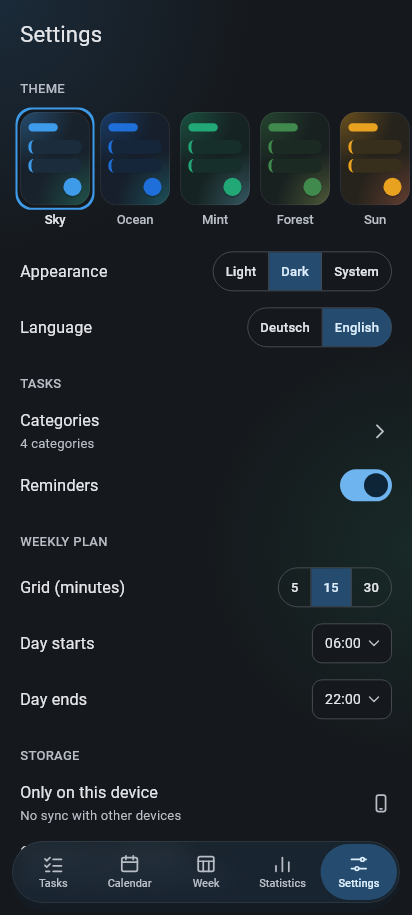 Settings
THEME
Sky Ocean Mint Forest Sun
Appearance Light Dark System
Language Deutsch English
TASKS
Categories
4 categories
Reminders
WEEKLY PLAN
Grid (minutes) 5 15 30
Day starts 06:00
Day ends 22:00
STORAGE
Only on this device
No sync with other devices
Tasks Calendar Week Statistics Settings